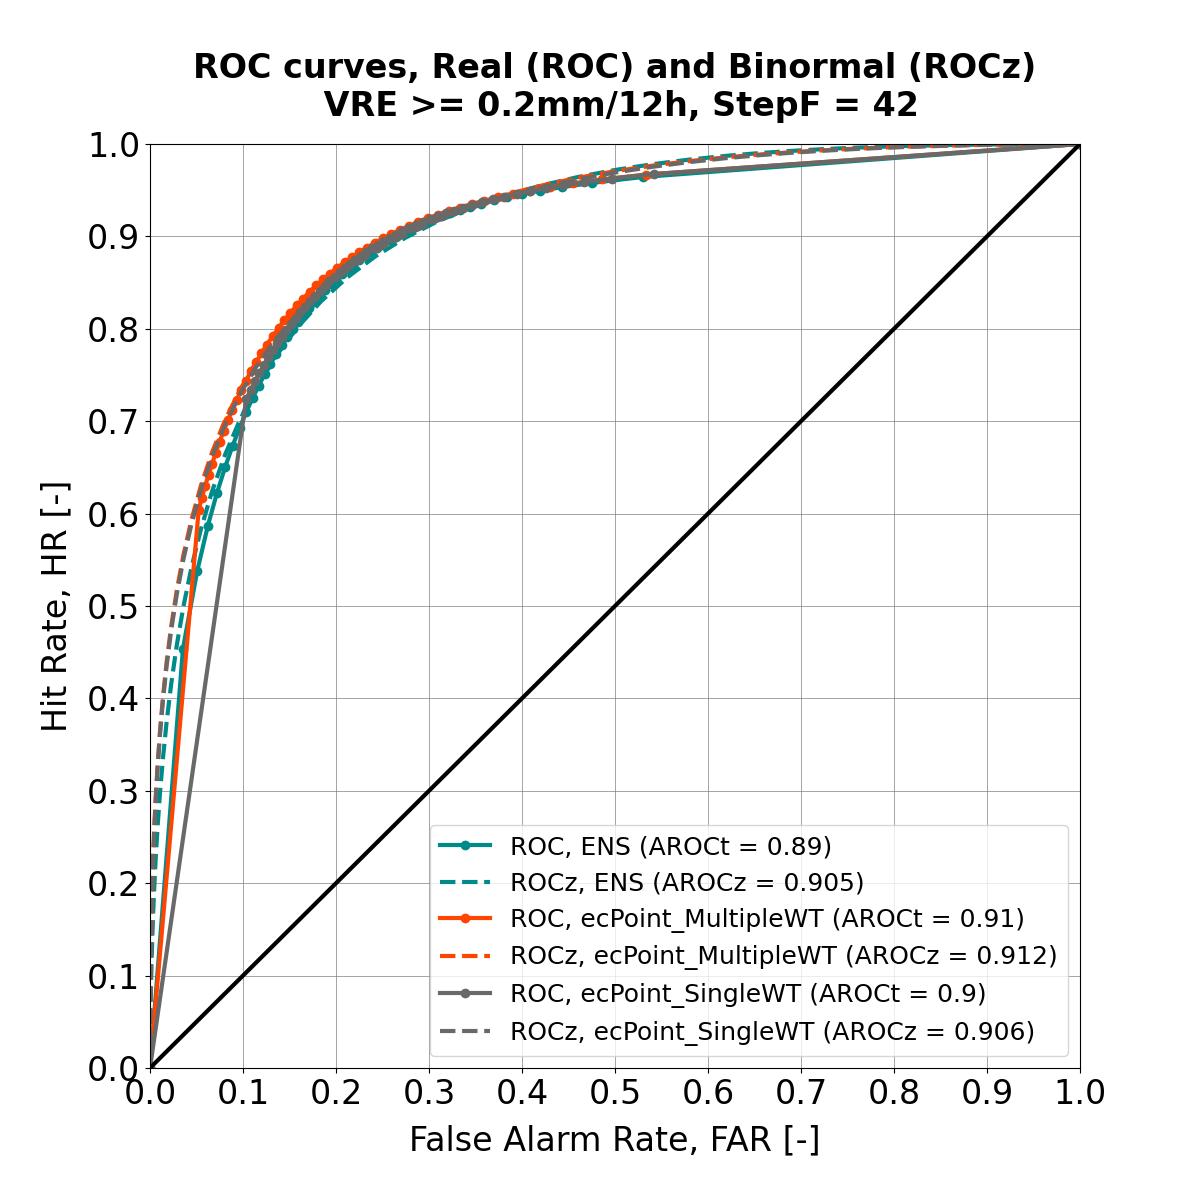 ROC curves, Real (ROC) and Binormal (ROCz)
VRE >= 0.2mm/12h, StepF = 42
1.0
0.9
0.8
0.7
0.6
0.5
0.4
0.3
0.2
0.1
0.0
Hit Rate, HR [-]
ROC, ENS (AROCt = 0.89)
ROCz, ENS (AROCz = 0.905)
ROC, ecPoint_MultipleWT (AROCt = 0.91)
ROCz, ecPoint_MultipleWT (AROCz = 0.912)
ROC, ecPoint_SingleWT (AROCt = 0.9)
ROCz, ecPoint_SingleWT (AROCz = 0.906)
0.0 0.1 0.2 0.3 0.4 0.5 0.6 0.7 0.8 0.9 1.0
False Alarm Rate, FAR [-]